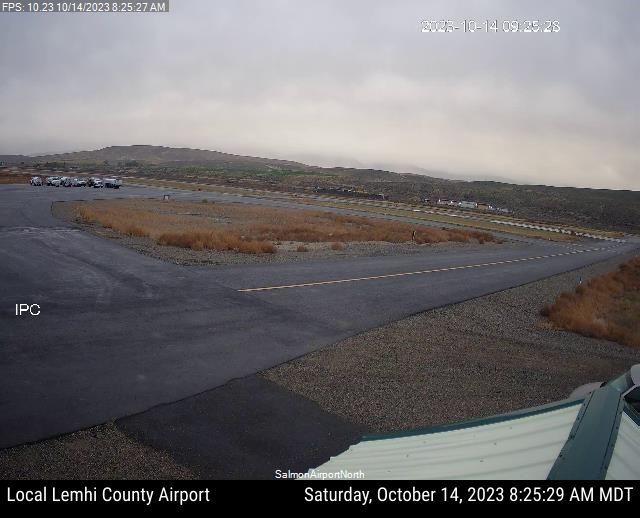 FPS: 10.23 10/14/2023 8:25:27 AM
2023-10-14 09:25:28
IPC
SalmonAirportNorth
Local Lemhi County Airport
Saturday, October 14, 2023 8:25:29 AM MDT